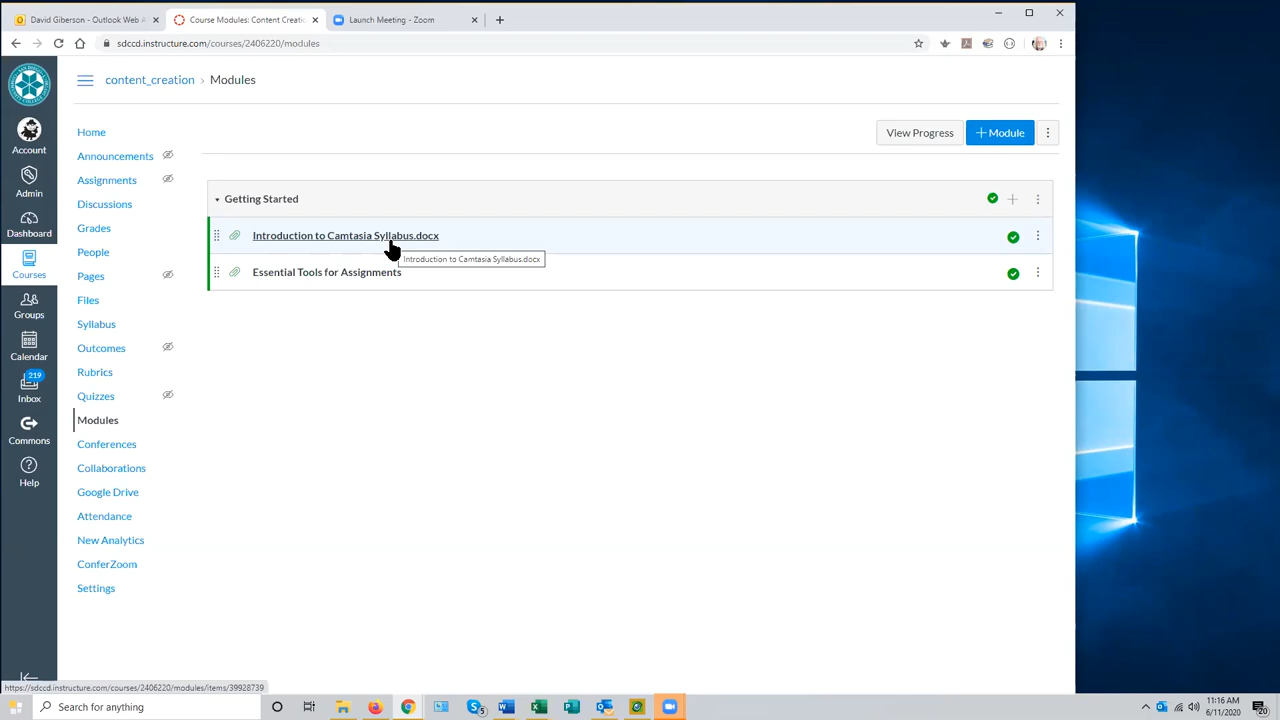 David Giberson - Outlook Web A
Course Modules: Content Creatio
Launch Meeting - Zoom
sdccd.instructure.com/courses/2406220/modules
content_creation › Modules
Account
Admin
Dashboard
Courses
Groups
Calendar
219
Inbox
Commons
Help
Home
Announcements
Assignments
Discussions
Grades
People
Pages
Files
Syllabus
Outcomes
Rubrics
Quizzes
Modules
Conferences
Collaborations
Google Drive
Attendance
New Analytics
ConferZoom
Settings
View Progress
+ Module
Getting Started
Introduction to Camtasia Syllabus.docx
Introduction to Camtasia Syllabus.docx
Essential Tools for Assignments
https://sdccd.instructure.com/courses/2406220/modules/items/39928739
Search for anything
5
11:16 AM
6/11/2020
20